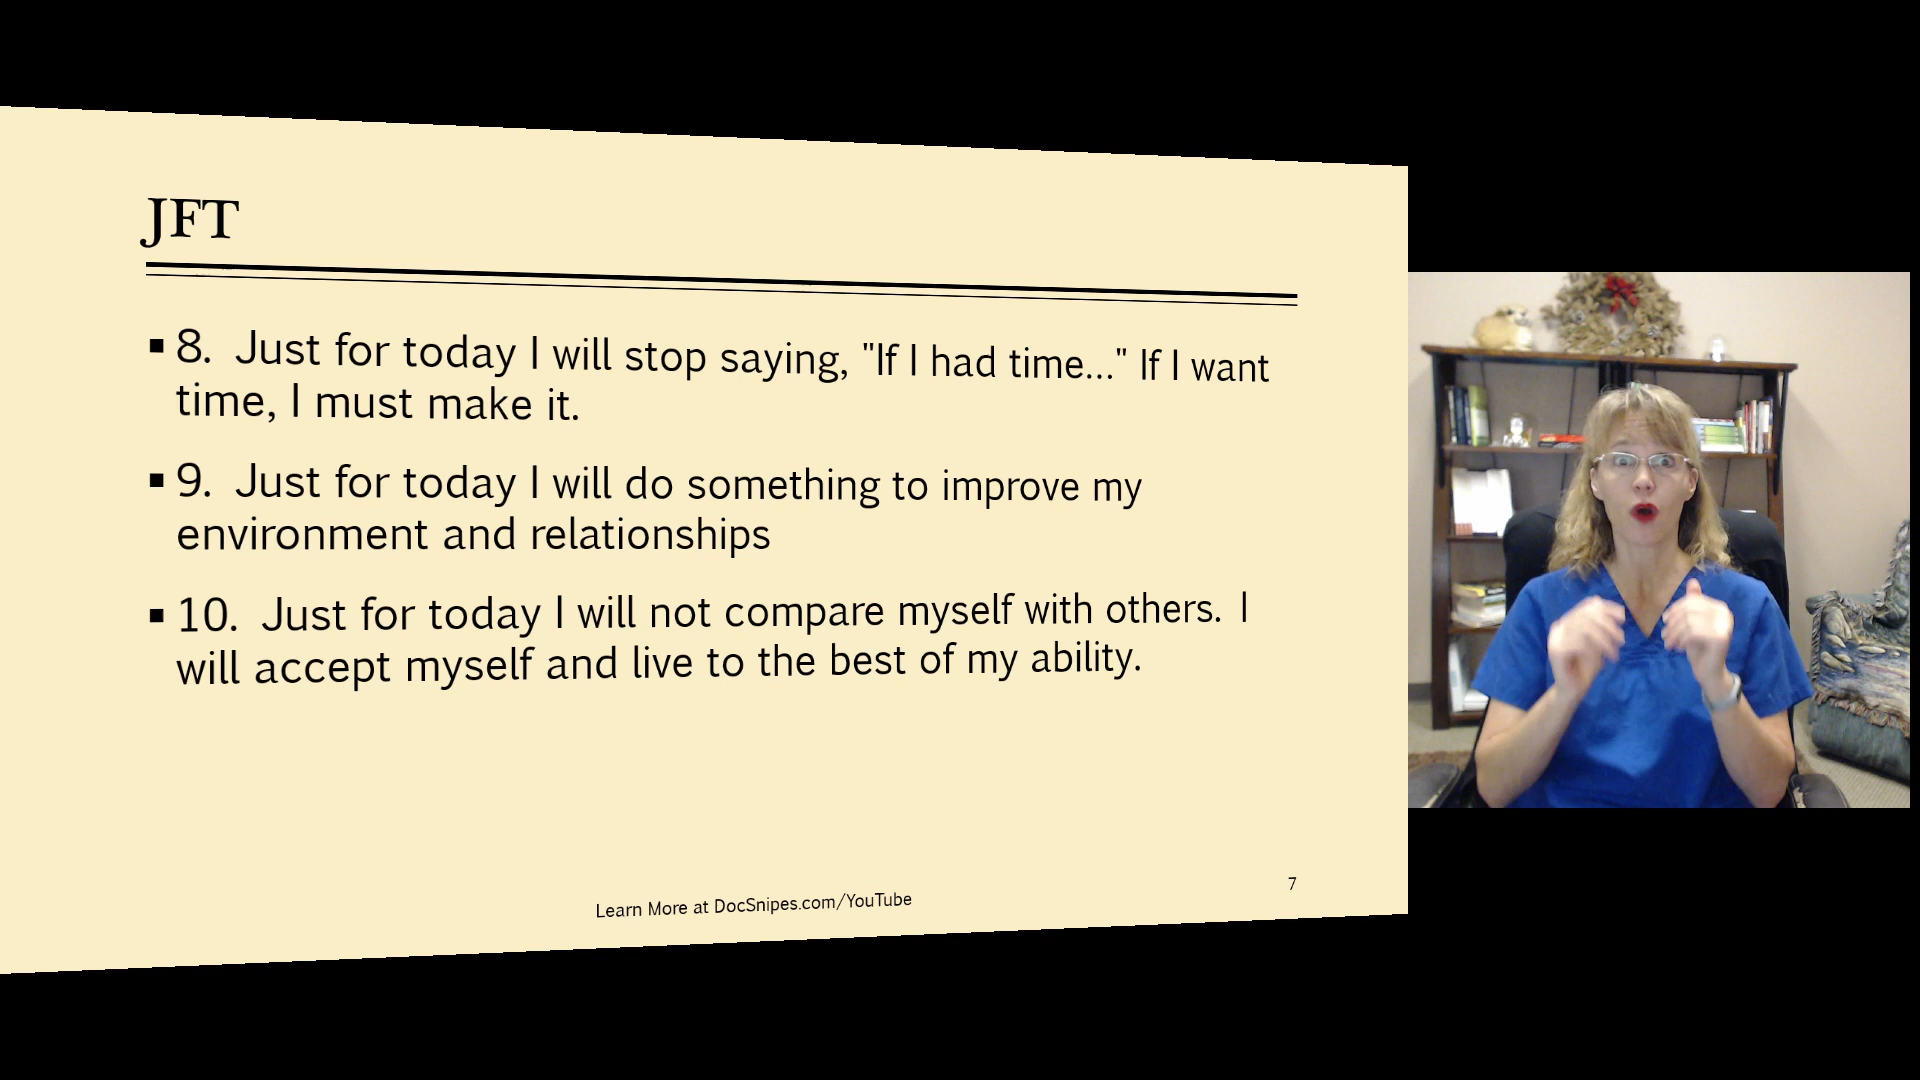 JFT
8. Just for today I will stop saying, "If I had time..." If I want
time, I must make it.
9. Just for today I will do something to improve my
environment and relationships
10. Just for today I will not compare myself with others. I
will accept myself and live to the best of my ability.
7
Learn More at DocSnipes.com/YouTube